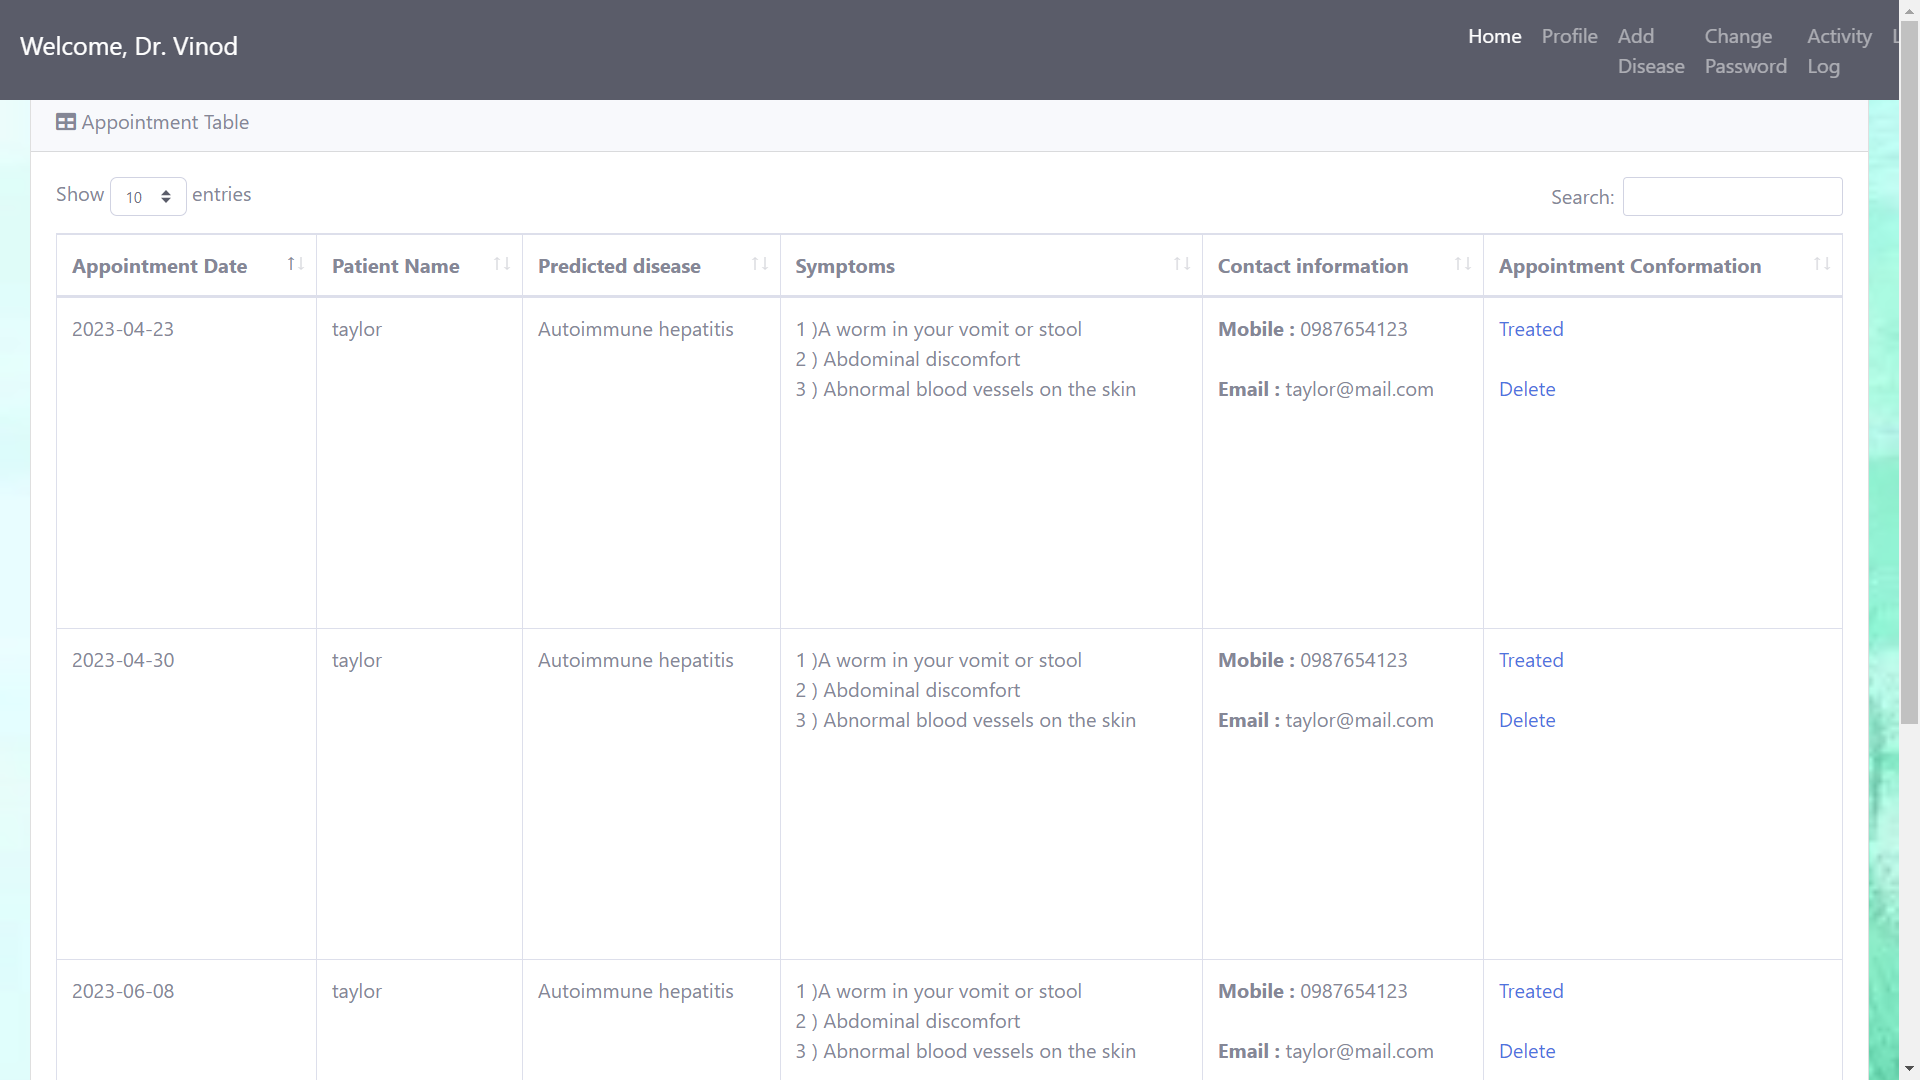 Welcome, Dr. Vinod
Home Profile Add Disease Change Password Activity Log
Appointment Table
Show 10 entries
Search:
Appointment Date Patient Name Predicted disease Symptoms Contact information Appointment Conformation
2023-04-23 taylor Autoimmune hepatitis 1 )A worm in your vomit or stool Mobile : 0987654123 Treated
2 ) Abdominal discomfort
3 ) Abnormal blood vessels on the skin Email : taylor@mail.com Delete
2023-04-30 taylor Autoimmune hepatitis 1 )A worm in your vomit or stool Mobile : 0987654123 Treated
2 ) Abdominal discomfort
3 ) Abnormal blood vessels on the skin Email : taylor@mail.com Delete
2023-06-08 taylor Autoimmune hepatitis 1 )A worm in your vomit or stool Mobile : 0987654123 Treated
2 ) Abdominal discomfort
3 ) Abnormal blood vessels on the skin Email : taylor@mail.com Delete